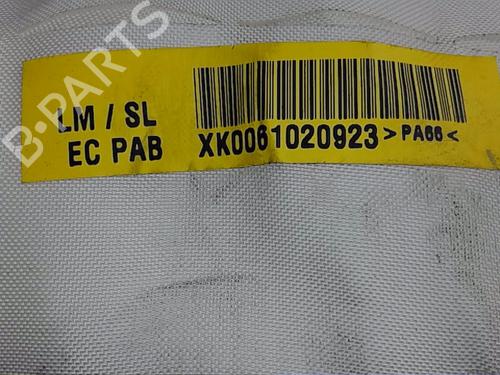 LM / SL
EC PAB
XK0061020923 >PA66<
B-PARTS